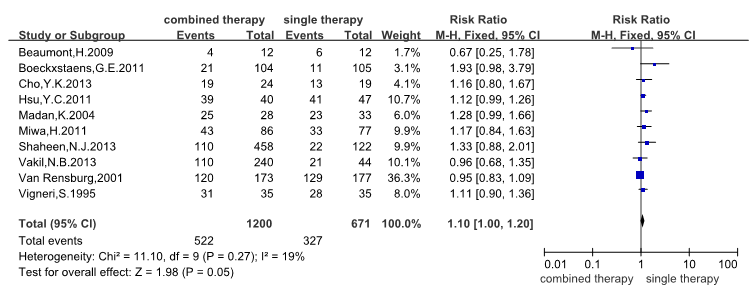 combined therapy single therapy Risk Ratio Risk Ratio
Study or Subgroup Events Total Events Total Weight M-H, Fixed, 95% CI M-H, Fixed, 95% CI
Beaumont,H.2009 4 12 6 12 1.7% 0.67 [0.25, 1.78]
Boeckxstaens,G.E.2011 21 104 11 105 3.1% 1.93 [0.98, 3.79]
Cho,Y.K.2013 19 24 13 19 4.1% 1.16 [0.80, 1.67]
Hsu,Y.C.2011 39 40 41 47 10.7% 1.12 [0.99, 1.26]
Madan,K.2004 25 28 23 33 6.0% 1.28 [0.99, 1.66]
Miwa,H.2011 43 86 33 77 9.9% 1.17 [0.84, 1.63]
Shaheen,N.J.2013 110 458 22 122 9.9% 1.33 [0.88, 2.01]
Vakil,N.B.2013 110 240 21 44 10.1% 0.96 [0.68, 1.35]
Van Rensburg,2001 120 173 129 177 36.3% 0.95 [0.83, 1.09]
Vigneri,S.1995 31 35 28 35 8.0% 1.11 [0.90, 1.36]
Total (95% CI) 1200 671 100.0% 1.10 [1.00, 1.20]
Total events 522 327
Heterogeneity: Chi² = 11.10, df = 9 (P = 0.27); I² = 19%
Test for overall effect: Z = 1.98 (P = 0.05)
0.01 0.1 1 10 100
combined therapy single therapy